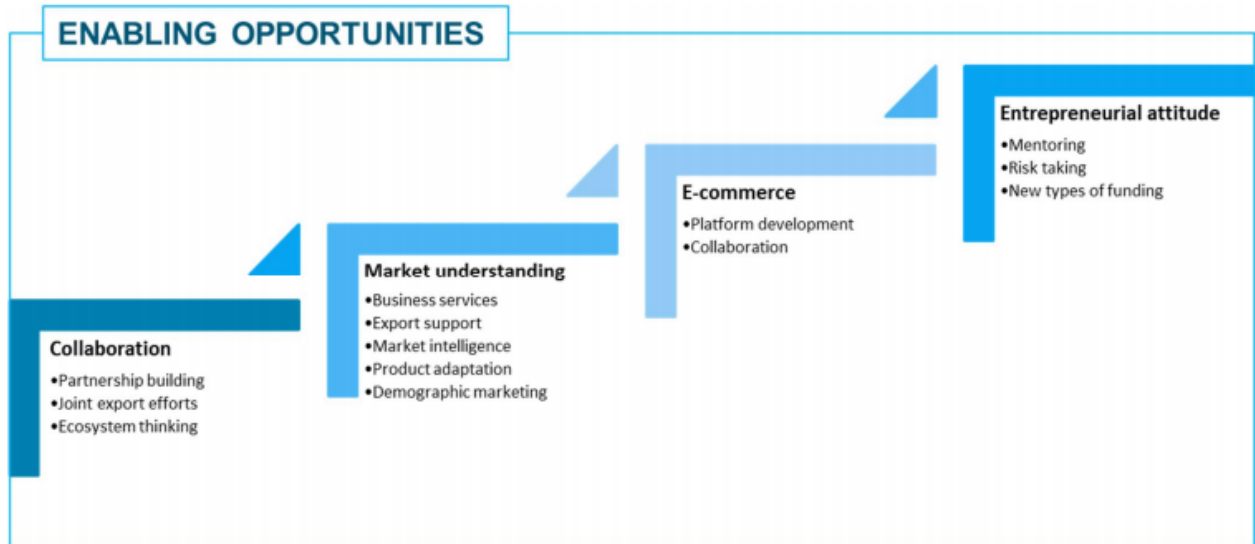 ENABLING OPPORTUNITIES
Collaboration
•Partnership building
•Joint export efforts
•Ecosystem thinking
Market understanding
•Business services
•Export support
•Market intelligence
•Product adaptation
•Demographic marketing
E-commerce
•Platform development
•Collaboration
Entrepreneurial attitude
•Mentoring
•Risk taking
•New types of funding